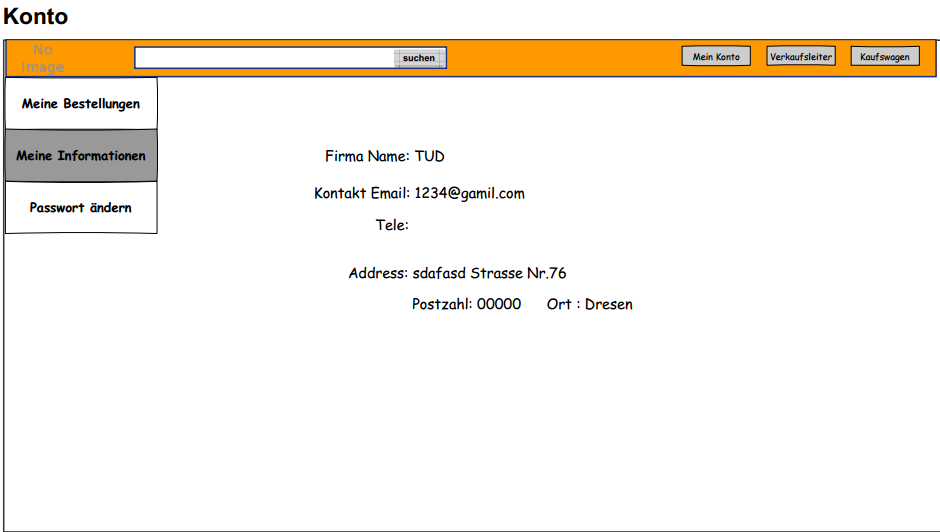 Konto
No
Image
suchen
Mein Konto
Verkaufsleiter
Kaufswagen
Meine Bestellungen
Meine Informationen
Passwort ändern
Firma Name: TUD
Kontakt Email: 1234@gamil.com
Tele:
Address: sdafasd Strasse Nr.76
Postzahl: 00000 Ort : Dresen